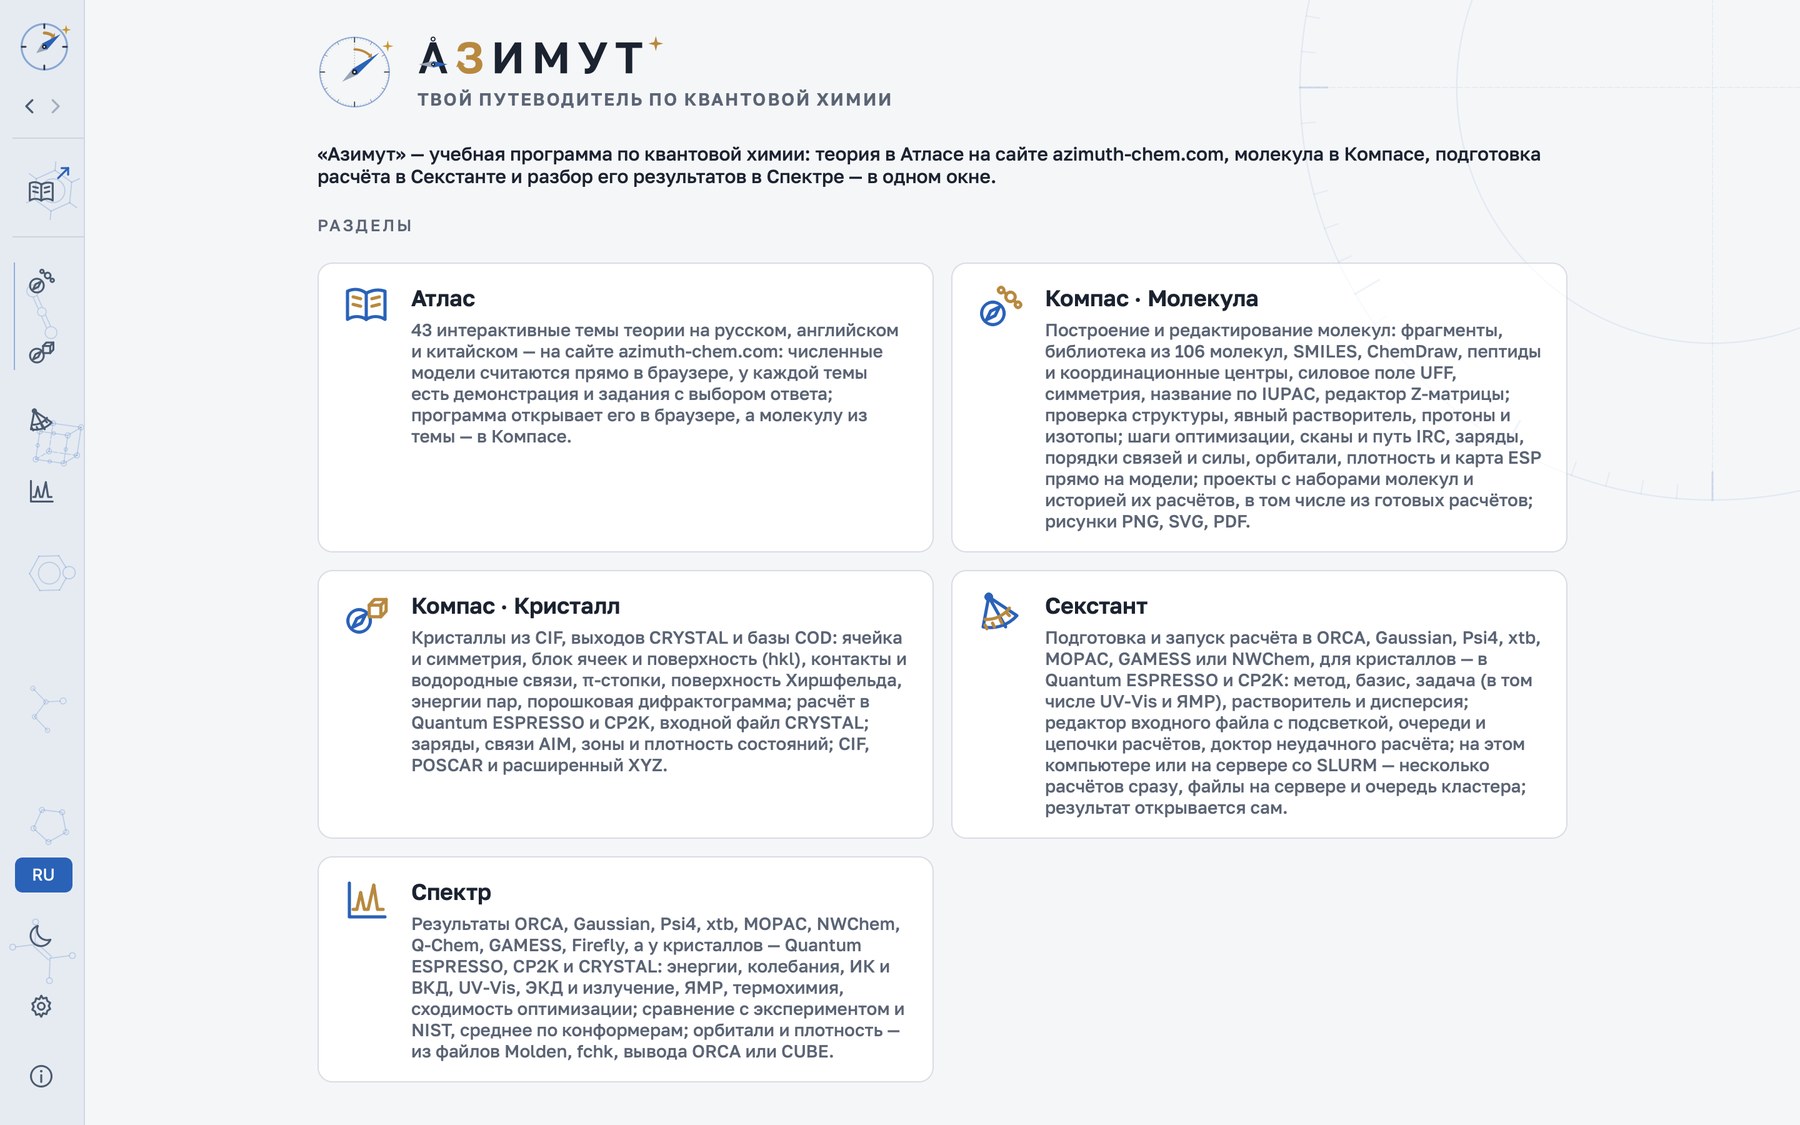 АЗИМУТ
ТВОЙ ПУТЕВОДИТЕЛЬ ПО КВАНТОВОЙ ХИМИИ
«Азимут» — учебная программа по квантовой химии: теория в Атласе на сайте azimuth-chem.com, молекула в Компасе, подготовка
расчёта в Секстанте и разбор его результатов в Спектре — в одном окне.
РАЗДЕЛЫ
Атлас
43 интерактивные темы теории на русском, английском
и китайском — на сайте azimuth-chem.com: численные
модели считаются прямо в браузере, у каждой темы
есть демонстрация и задания с выбором ответа;
программа открывает его в браузере, а молекулу из
темы — в Компасе.
Компас · Молекула
Построение и редактирование молекул: фрагменты,
библиотека из 106 молекул, SMILES, ChemDraw, пептиды
и координационные центры, силовое поле UFF,
симметрия, название по IUPAC, редактор Z-матрицы;
проверка структуры, явный растворитель, протоны и
изотопы; шаги оптимизации, сканы и путь IRC, заряды,
порядки связей и силы, орбитали, плотность и карта ESP
прямо на модели; проекты с наборами молекул и
историей их расчётов, в том числе из готовых расчётов;
рисунки PNG, SVG, PDF.
Компас · Кристалл
Кристаллы из CIF, выходов CRYSTAL и базы COD: ячейка
и симметрия, блок ячеек и поверхность (hkl), контакты и
водородные связи, π-стопки, поверхность Хиршфельда,
энергии пар, порошковая дифрактограмма; расчёт в
Quantum ESPRESSO и CP2K, входной файл CRYSTAL;
заряды, связи AIM, зоны и плотность состояний; CIF,
POSCAR и расширенный XYZ.
Секстант
Подготовка и запуск расчёта в ORCA, Gaussian, Psi4, xtb,
MOPAC, GAMESS или NWChem, для кристаллов — в
Quantum ESPRESSO и CP2K: метод, базис, задача (в том
числе UV-Vis и ЯМР), растворитель и дисперсия;
редактор входного файла с подсветкой, очереди и
цепочки расчётов, доктор неудачного расчёта; на этом
компьютере или на сервере со SLURM — несколько
расчётов сразу, файлы на сервере и очередь кластера;
результат открывается сам.
Спектр
Результаты ORCA, Gaussian, Psi4, xtb, MOPAC, NWChem,
Q-Chem, GAMESS, Firefly, а у кристаллов — Quantum
ESPRESSO, CP2K и CRYSTAL: энергии, колебания, ИК и
ВКД, UV-Vis, ЭКД и излучение, ЯМР, термохимия,
сходимость оптимизации; сравнение с экспериментом и
NIST, среднее по конформерам; орбитали и плотность —
из файлов Molden, fchk, вывода ORCA или CUBE.
RU